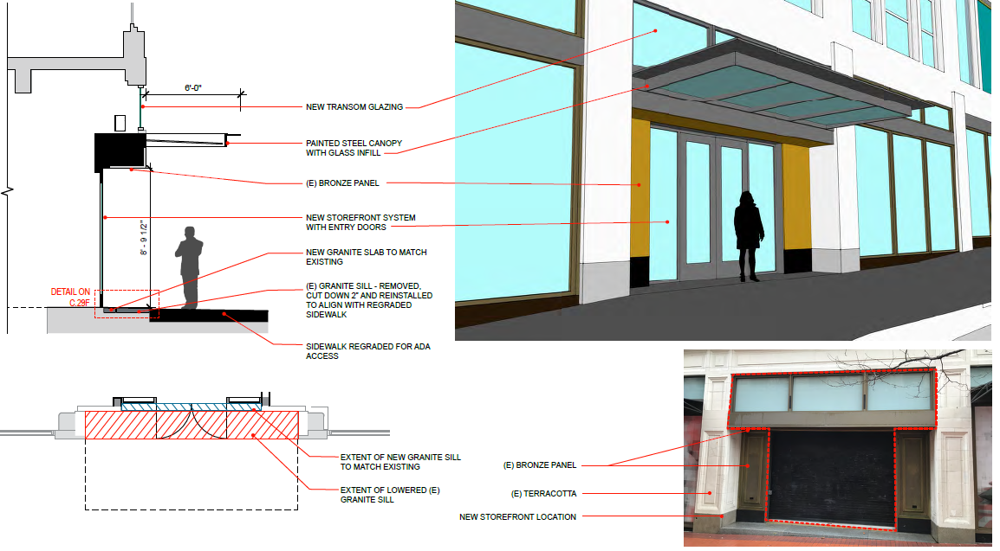 6'-0"
NEW TRANSOM GLAZING
PAINTED STEEL CANOPY
WITH GLASS INFILL
(E) BRONZE PANEL
NEW STOREFRONT SYSTEM
WITH ENTRY DOORS
8' - 9 1/2"
NEW GRANITE SLAB TO MATCH
EXISTING
DETAIL ON
C.29F
(E) GRANITE SILL - REMOVED,
CUT DOWN 2" AND REINSTALLED
TO ALIGN WITH REGRADED
SIDEWALK
SIDEWALK REGRADED FOR ADA
ACCESS
EXTENT OF NEW GRANITE SILL
TO MATCH EXISTING
EXTENT OF LOWERED (E)
GRANITE SILL
(E) BRONZE PANEL
(E) TERRACOTTA
NEW STOREFRONT LOCATION